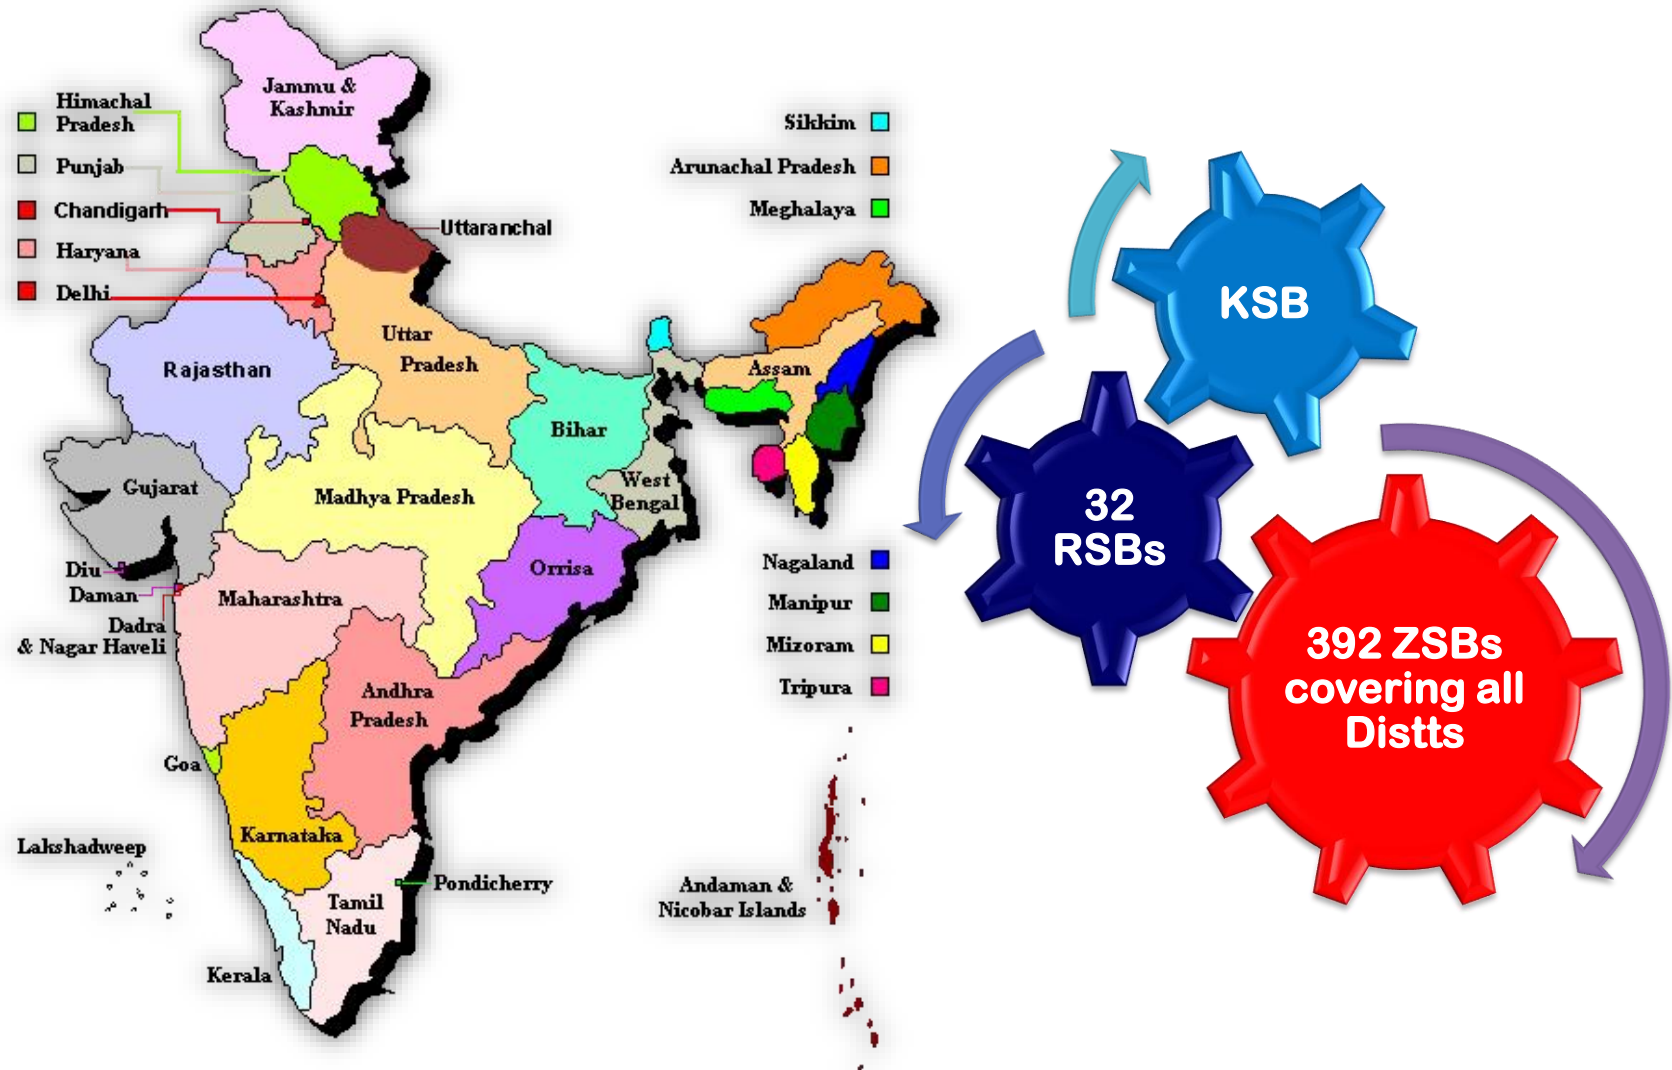 Jammu &
Kashmir
Himachal
Pradesh
Punjab
Chandigarh
Haryana
Delhi
Uttaranchal
Sikkim
Arunachal Pradesh
Meghalaya
Uttar
Pradesh
Rajasthan
Assam
Bihar
Gujarat
Madhya Pradesh
West
Bengal
Diu
Daman
Dadra
& Nagar Haveli
Maharashtra
Orrisa
Nagaland
Manipur
Mizoram
Tripura
Andhra
Pradesh
Goa
Karnataka
Lakshadweep
Pondicherry
Tamil
Nadu
Kerala
Andaman &
Nicobar Islands
KSB
32
RSBs
392 ZSBs
covering all
Distts